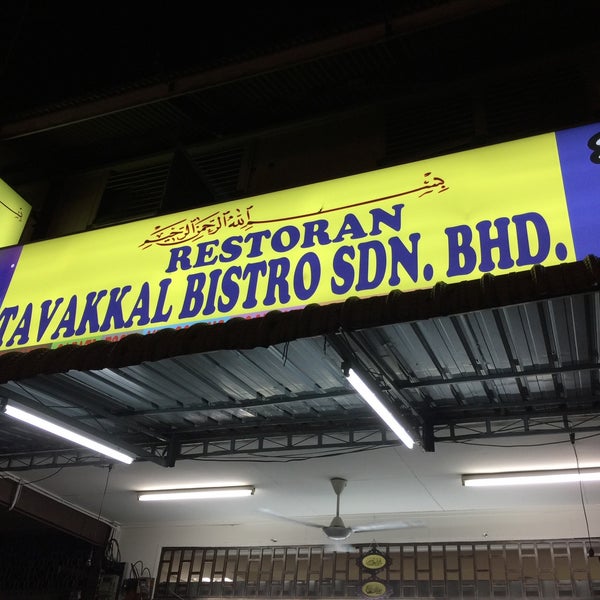 بسم الله الرحمن الرحيم
RESTORAN
TAVAKKAL BISTRO SDN. BHD.